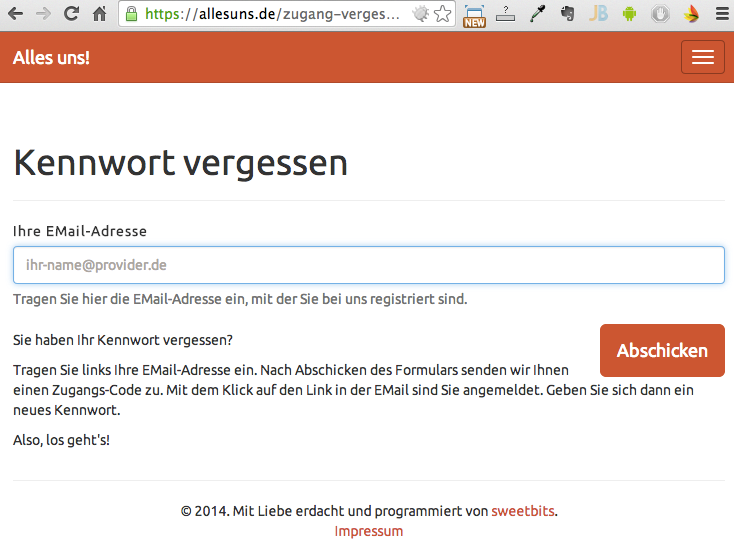 https://allesuns.de/zugang-verges...
NEW
?
JB
Alles uns!
Kennwort vergessen
Ihre EMail-Adresse
ihr-name@provider.de
Tragen Sie hier die EMail-Adresse ein, mit der Sie bei uns registriert sind.
Sie haben Ihr Kennwort vergessen?
Abschicken
Tragen Sie links Ihre EMail-Adresse ein. Nach Abschicken des Formulars senden wir Ihnen
einen Zugangs-Code zu. Mit dem Klick auf den Link in der EMail sind Sie angemeldet. Geben Sie sich dann ein
neues Kennwort.
Also, los geht's!
© 2014. Mit Liebe erdacht und programmiert von sweetbits.
Impressum